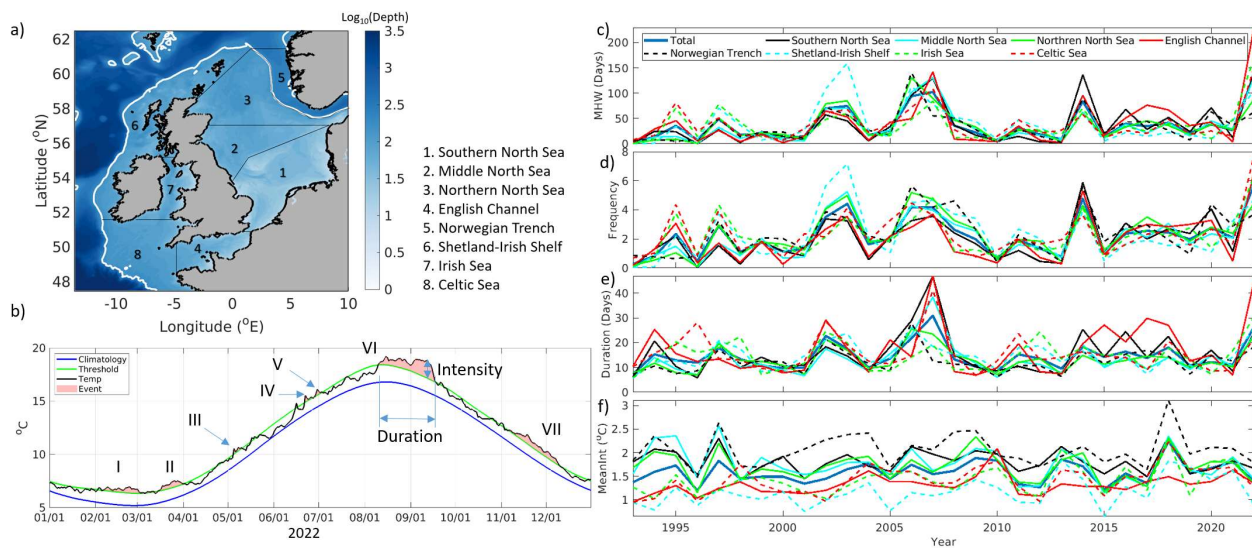 a)
Log10(Depth)
62
60
58
56
54
52
50
48
Latitude (oN)
-10
-5
0
5
10
Longitude (oE)
3.5
3
2.5
2
1.5
1
0.5
0
1
2
3
4
5
6
7
8
1. Southern North Sea
2. Middle North Sea
3. Northern North Sea
4. English Channel
5. Norwegian Trench
6. Shetland-Irish Shelf
7. Irish Sea
8. Celtic Sea
b)
Climatology
Threshold
Temp
Event
20
15
10
5
oC
I
II
III
IV
V
VI
VII
Intensity
Duration
01/01 02/01 03/01 04/01 05/01 06/01 07/01 08/01 09/01 10/01 11/01 12/01
2022
c)
Total
Southern North Sea
Middle North Sea
Northren North Sea
English Channel
Norwegian Trench
Shetland-Irish Shelf
Irish Sea
Celtic Sea
200
150
100
50
0
MHW (Days)
d)
8
6
4
2
0
Frequency
e)
40
30
20
10
0
Duration (Days)
f)
3
2.5
2
1.5
1
MeanInt (oC)
1995 2000 2005 2010 2015 2020
Year